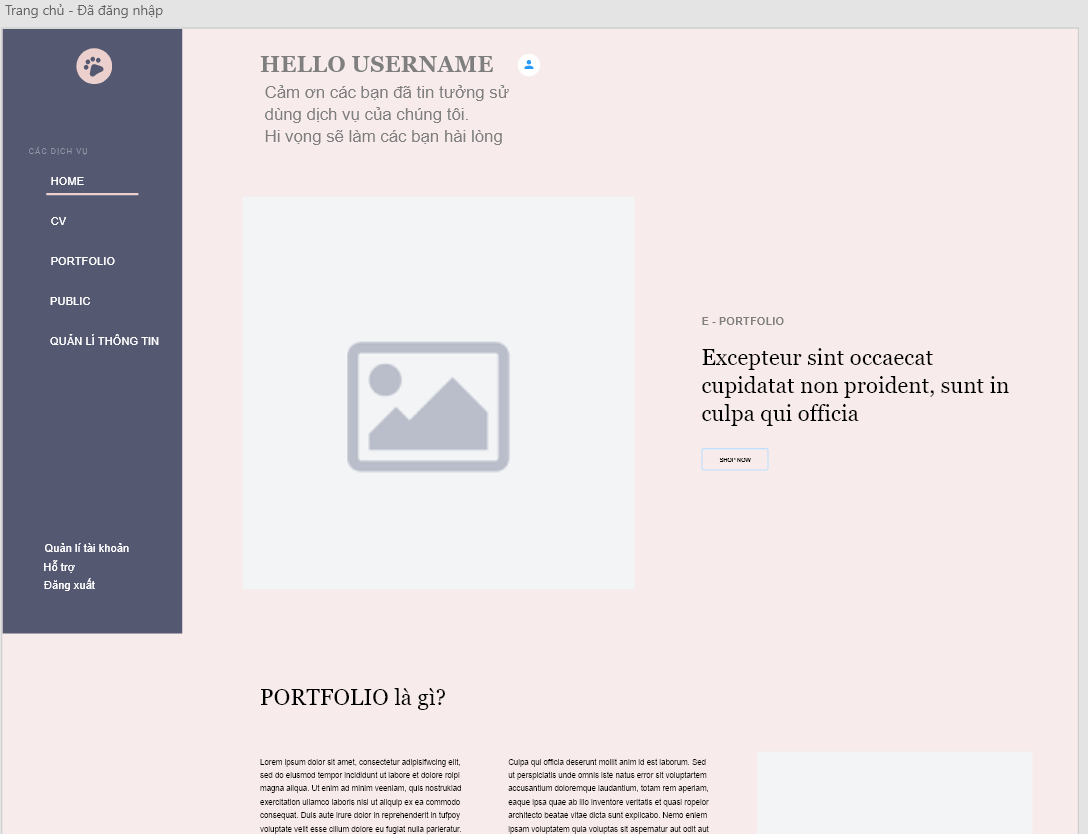 Trang chủ - Đã đăng nhập
HELLO USERNAME
Cảm ơn các bạn đã tin tưởng sử
dùng dịch vụ của chúng tôi.
Hi vọng sẽ làm các bạn hài lòng
CÁC DỊCH VỤ
HOME
CV
PORTFOLIO
PUBLIC
QUẢN LÍ THÔNG TIN
Quản lí tài khoản
Hỗ trợ
Đăng xuất
E - PORTFOLIO
Excepteur sint occaecat
cupidatat non proident, sunt in
culpa qui officia
SHOP NOW
PORTFOLIO là gì?
Lorem ipsum dolor sit amet, consectetur adipisifwcing elit,
sed do eiusmod tempor incididunt ut labore et dolore roipi
magna aliqua. Ut enim ad minim veeniam, quis nostruklad
exercitation ullamco laboris nisi ut aliquip ex ea commodo
consequat. Duis aute irure dolor in reprehenderit in tufpoy
voluptate velit esse cillum dolore eu fugiat nulla parieratur.
Culpa qui officia deserunt mollit anim id est laborum. Sed
ut perspiciatis unde omnis iste natus error sit voluptartem
accusantium doloremque laudantium, totam rem aperiam,
eaque ipsa quae ab illo inventore veritatis et quasi ropeior
architecto beatae vitae dicta sunt explicabo. Nemo eniem
ipsam voluptatem quia voluptas sit aspernatur aut odit aut